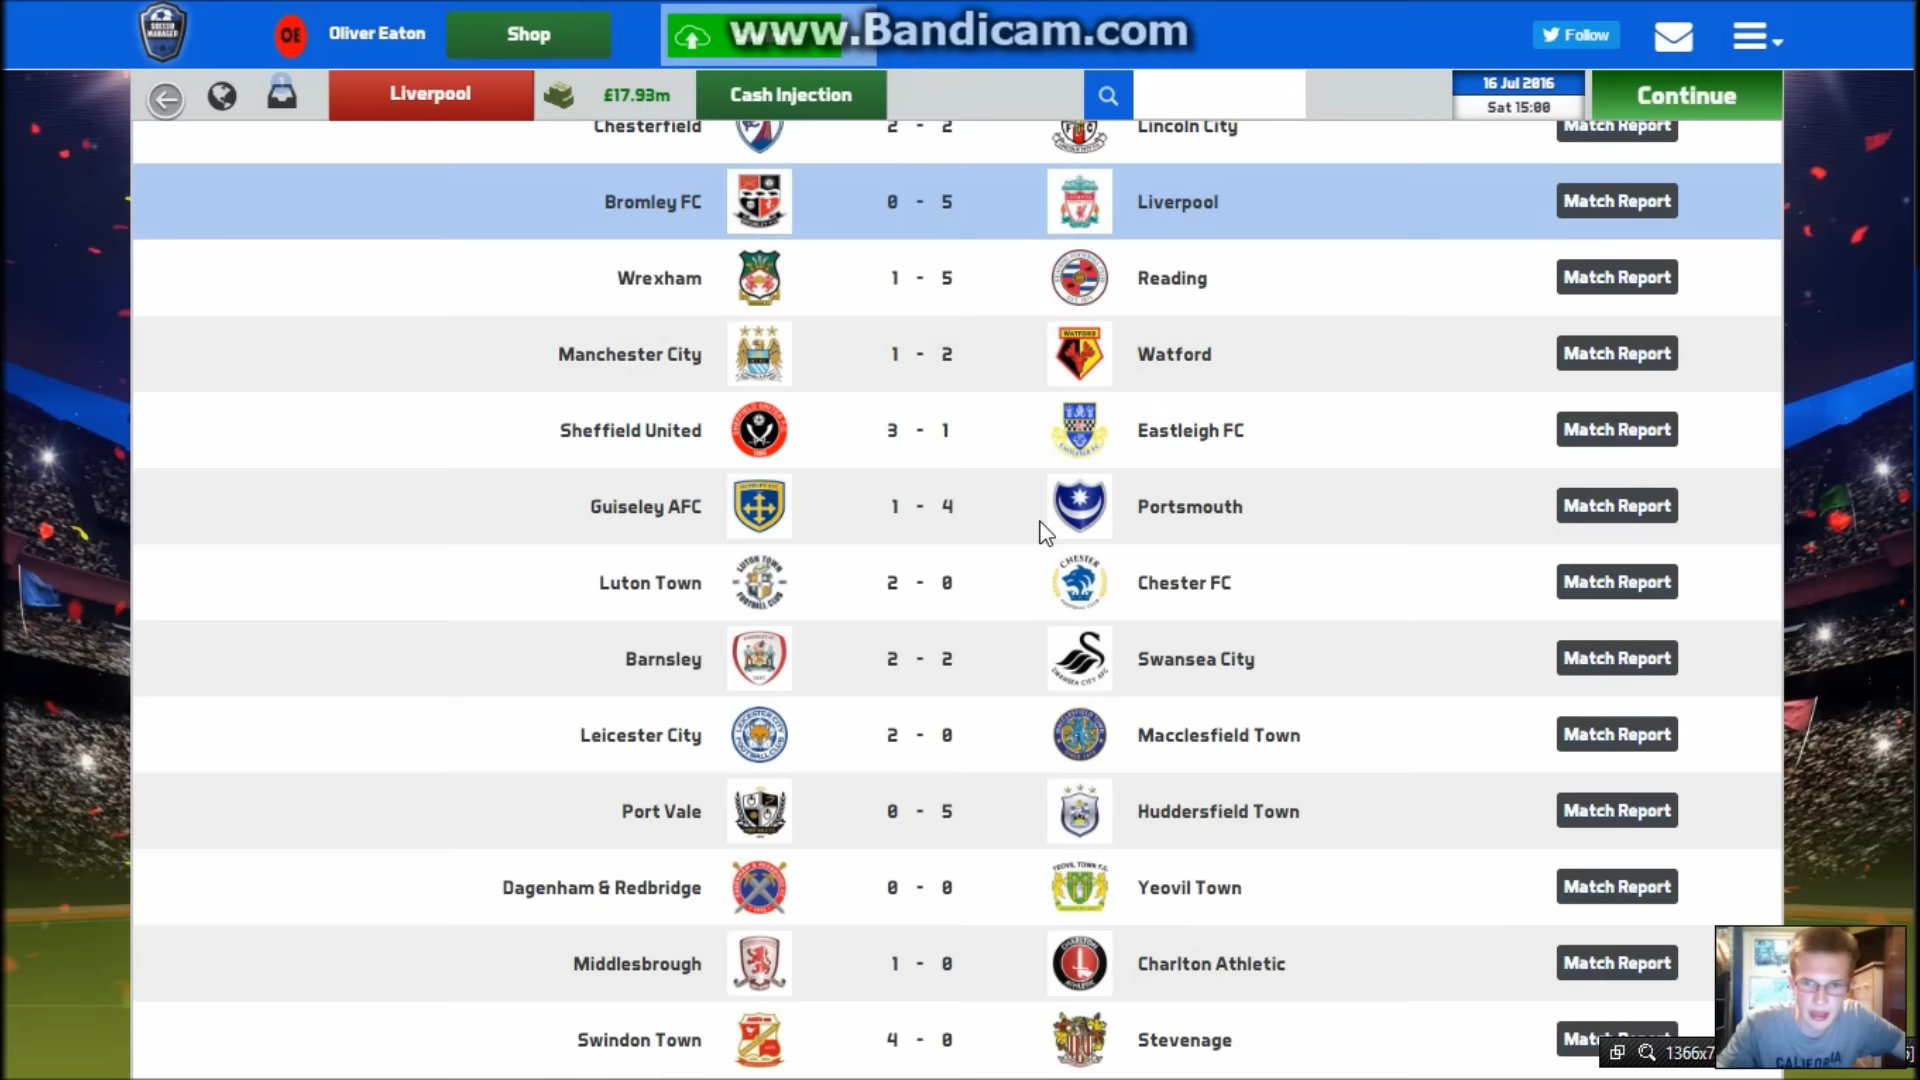 www.Bandicam.com
OE
Oliver Eaton
Shop
Follow
Liverpool
£17.93m
Cash Injection
16 Jul 2016
Sat 15:00
Continue
Chesterfield 2 - 2 Lincoln City Match Report
Bromley FC 0 - 5 Liverpool Match Report
Wrexham 1 - 5 Reading Match Report
Manchester City 1 - 2 Watford Match Report
Sheffield United 3 - 1 Eastleigh FC Match Report
Guiseley AFC 1 - 4 Portsmouth Match Report
Luton Town 2 - 0 Chester FC Match Report
Barnsley 2 - 2 Swansea City Match Report
Leicester City 2 - 0 Macclesfield Town Match Report
Port Vale 0 - 5 Huddersfield Town Match Report
Dagenham & Redbridge 0 - 0 Yeovil Town Match Report
Middlesbrough 1 - 0 Charlton Athletic Match Report
Swindon Town 4 - 0 Stevenage
1366x7
CALIFORIA